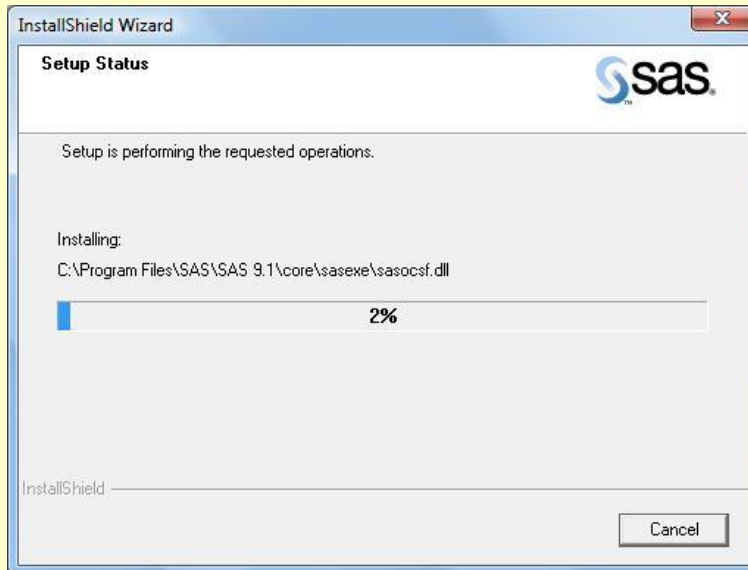 InstallShield Wizard
Setup Status
sas.
TM
Setup is performing the requested operations.
Installing:
C:\Program Files\SAS\SAS 9.1\core\sasexe\sasocsf.dll
2%
InstallShield
Cancel